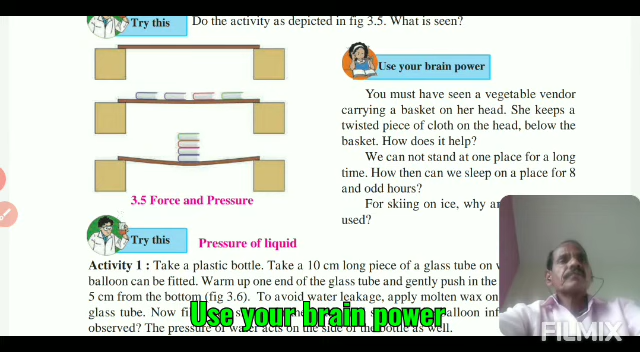 Try this
Do the activity as depicted in fig 3.5. What is seen?
3.5 Force and Pressure
Use your brain power
You must have seen a vegetable vendor
carrying a basket on her head. She keeps a
twisted piece of cloth on the head, below the
basket. How does it help?
We can not stand at one place for a long
time. How then can we sleep on a place for 8
and odd hours?
For skiing on ice, why
used?
Try this
Pressure of liquid
Activity 1 : Take a plastic bottle. Take a 10 cm long piece of a glass tube on
balloon can be fitted. Warm up one end of the glass tube and gently push in the
5 cm from the bottom (fig 3.6). To avoid water leakage, apply molten wax on
glass tube. Now
observed? The pressure of water acts on the side of the bottle as well.
Use your brain power
FILMIX